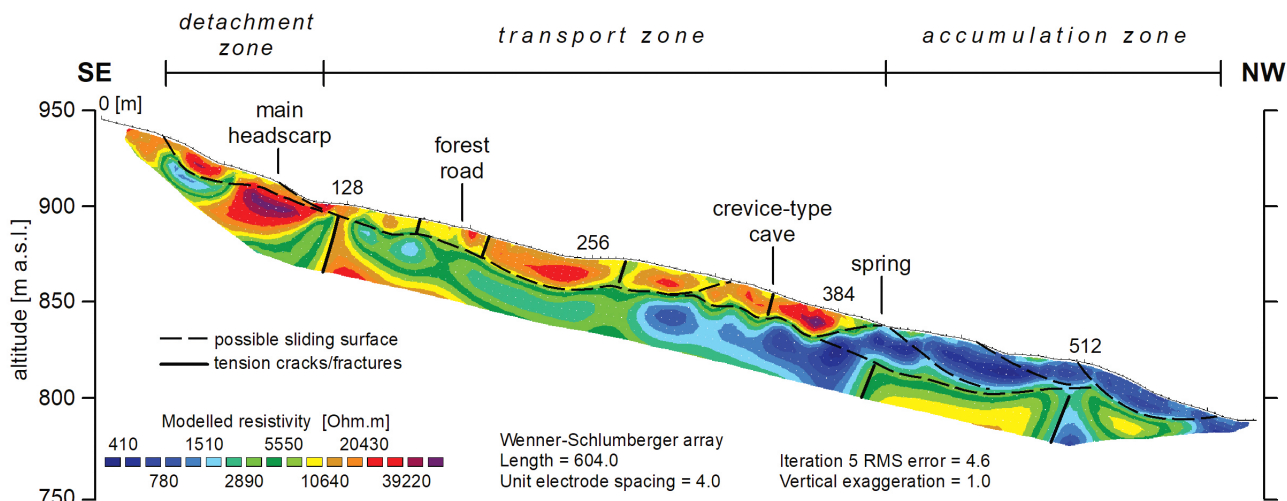 detachment
zone
transport zone
accumulation zone
SE
NW
950
0 [m]
main
headscarp
forest
road
128
900
crevice-type
cave
256
spring
384
850
altitude [m a.s.l.]
possible sliding surface
tension cracks/fractures
512
800
Modelled resistivity [Ohm.m]
410 1510 5550 20430
780 2890 10640 39220
Wenner-Schlumberger array
Length = 604.0
Unit electrode spacing = 4.0
Iteration 5 RMS error = 4.6
Vertical exaggeration = 1.0
750